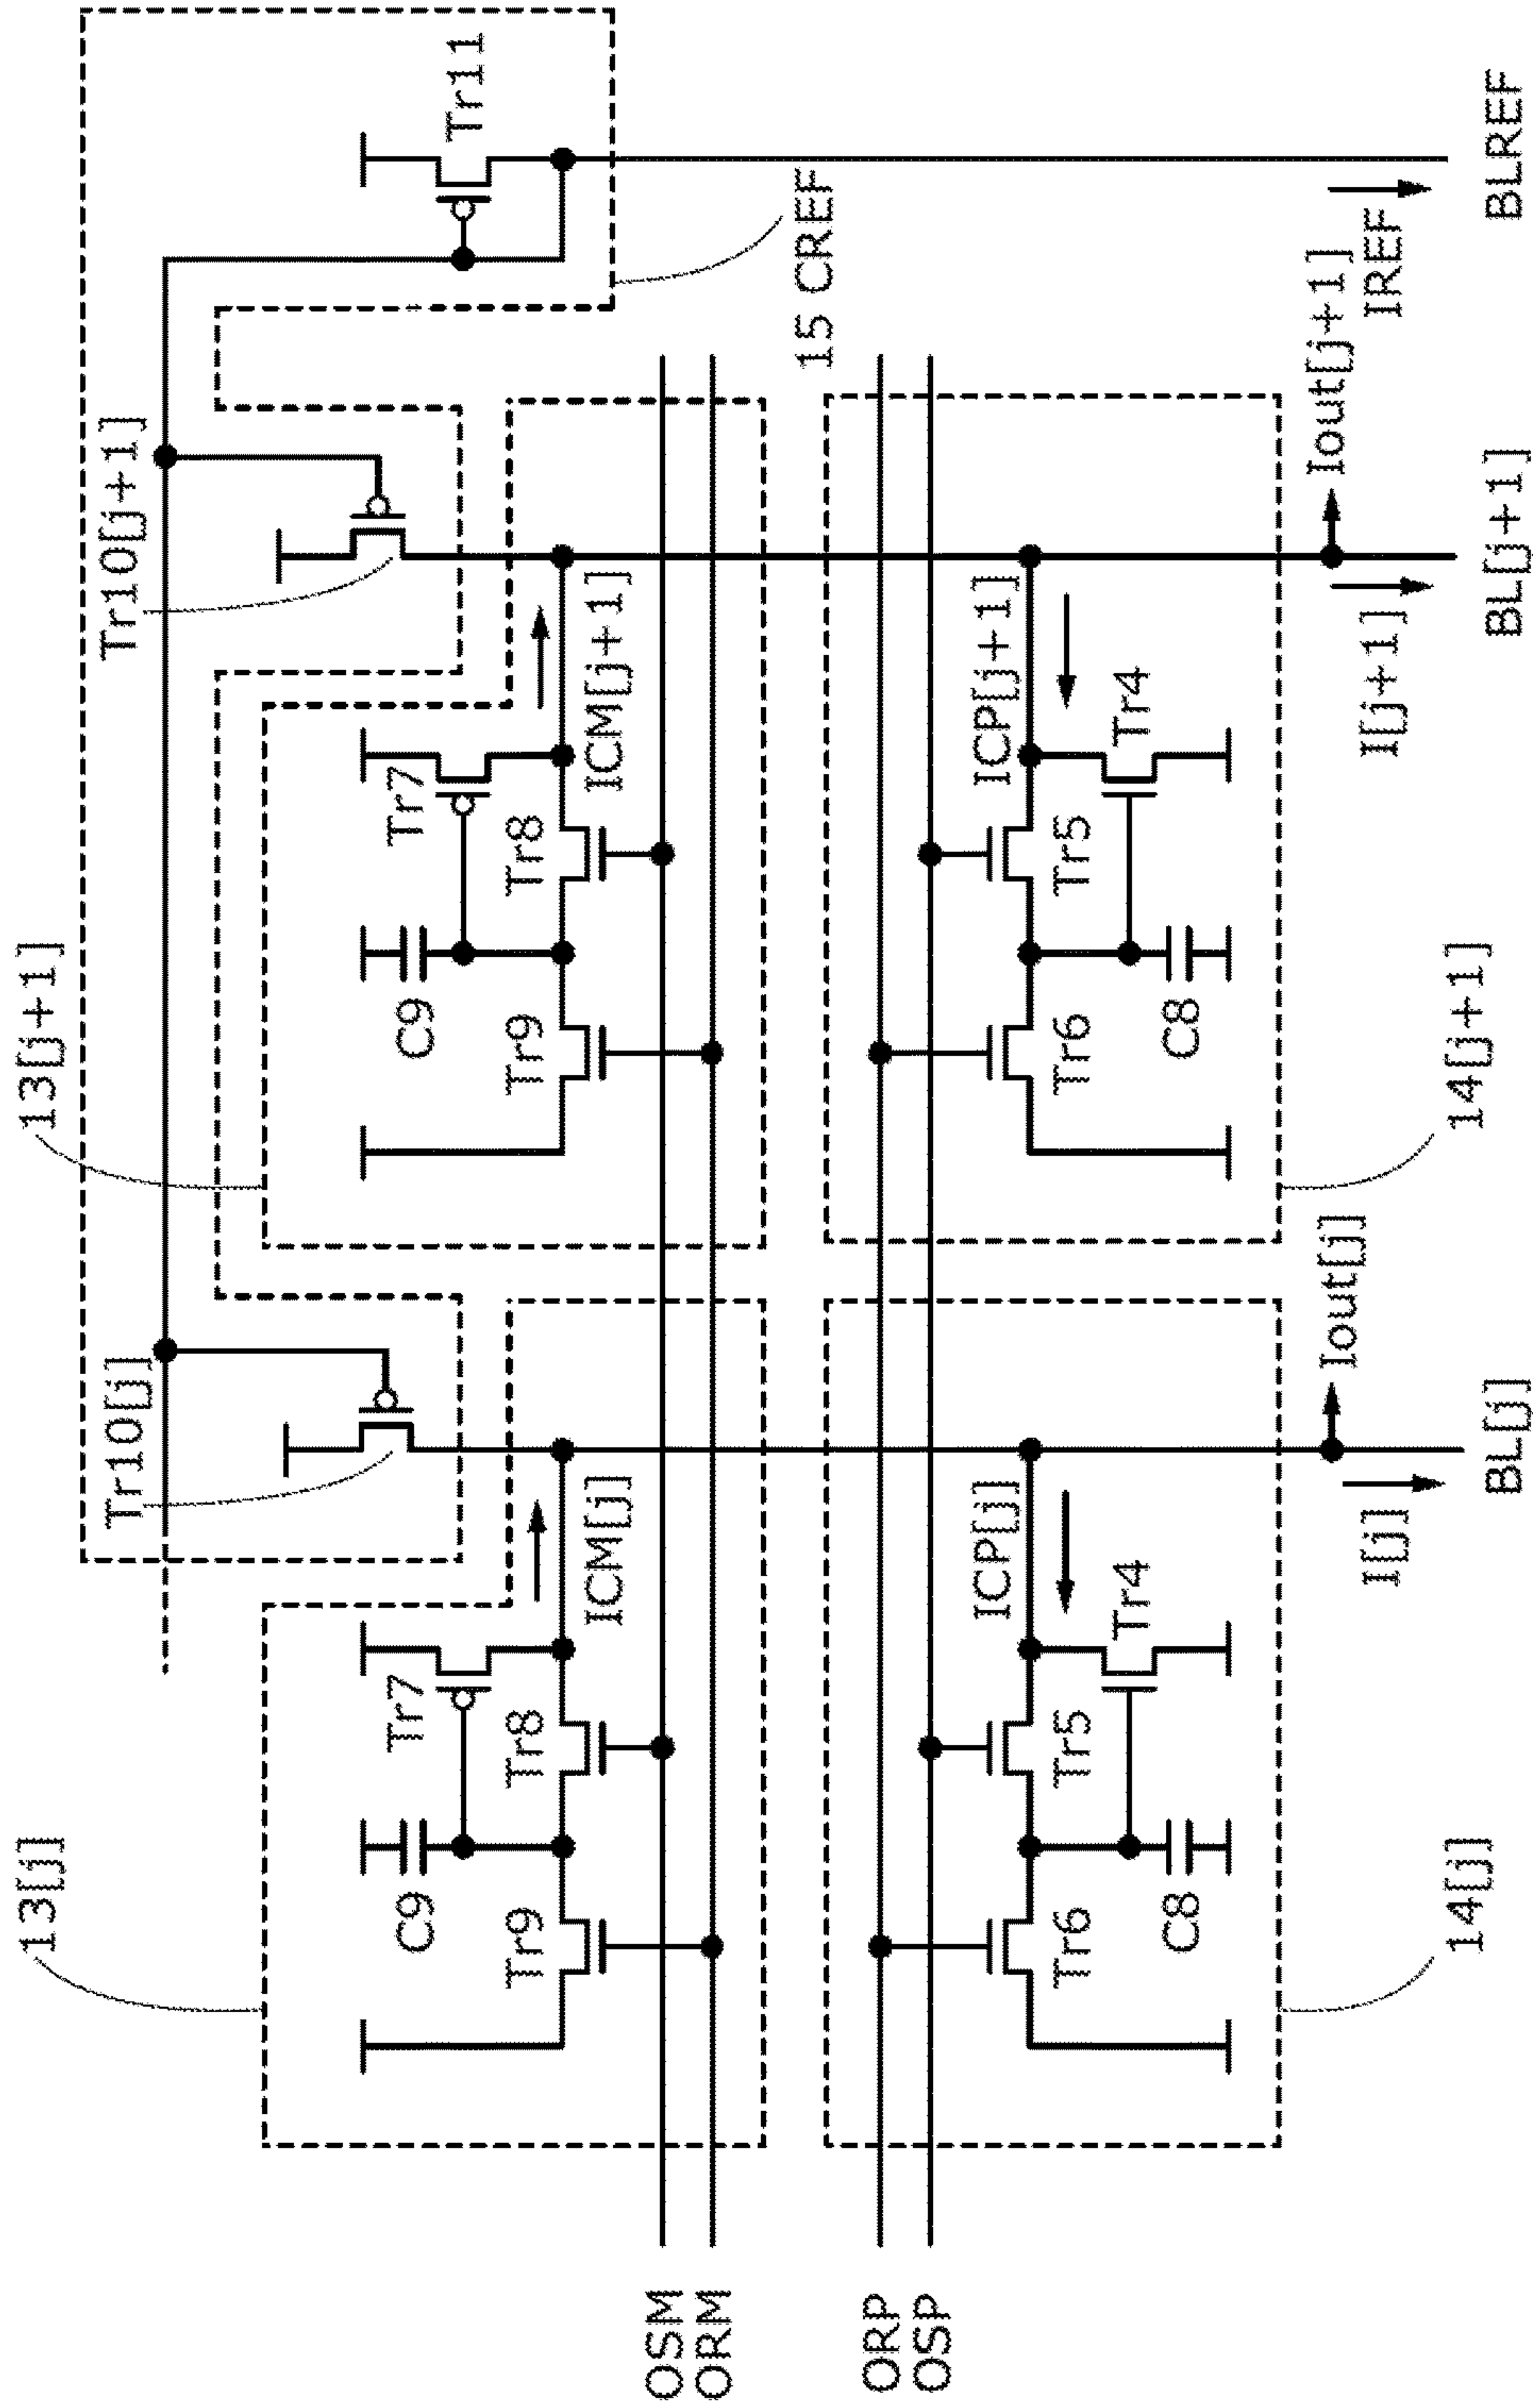 13[j]
13[j+1]
Tr10[j]
Tr10[j+1]
Tr11
C9
Tr7
C9
Tr7
Tr9
Tr8
Tr9
Tr8
ICM[j]
ICM[j+1]
OSM
ORM
15 CREF
ORP
OSP
ICP[j]
ICP[j+1]
Tr6
Tr5
Tr4
Tr6
Tr5
Tr4
C8
C8
Iout[j]
Iout[j+1]
I[j]
I[j+1]
IREF
14[j]
14[j+1]
BL[j]
BL[j+1]
BLREF